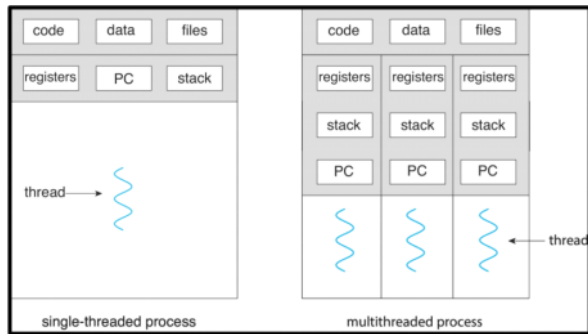 code data files
registers PC stack
thread
single-threaded process
code data files
registers registers registers
stack stack stack
PC PC PC
thread
multithreaded process